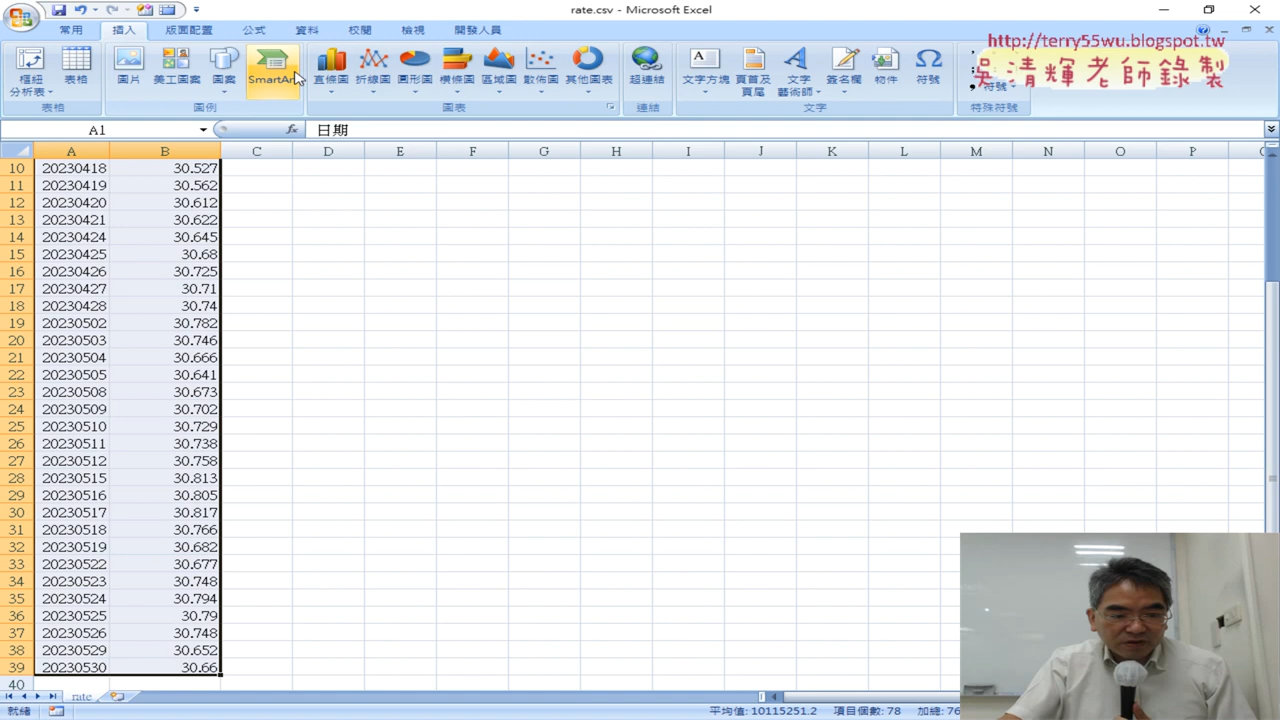 rate.csv - Microsoft Excel
常用 插入 版面配置 公式 資料 校閱 檢視 開發人員
樞紐分析表 表格 圖片 美工圖案 圖案 SmartArt 直條圖 折線圖 圓形圖 橫條圖 區域圖 散佈圖 其他圖表 超連結 文字方塊 頁首及頁尾 文字藝術師 簽名欄 物件 符號 符號
表格 圖例 圖表 連結 文字 特殊符號
http://terry55wu.blogspot.tw
吳清輝老師錄製
A1 fx 日期
A B C D E F G H I J K L M N O P
10 20230418 30.527
11 20230419 30.562
12 20230420 30.612
13 20230421 30.622
14 20230424 30.645
15 20230425 30.68
16 20230426 30.725
17 20230427 30.71
18 20230428 30.74
19 20230502 30.782
20 20230503 30.746
21 20230504 30.666
22 20230505 30.641
23 20230508 30.673
24 20230509 30.702
25 20230510 30.729
26 20230511 30.738
27 20230512 30.758
28 20230515 30.813
29 20230516 30.805
30 20230517 30.817
31 20230518 30.766
32 20230519 30.682
33 20230522 30.677
34 20230523 30.748
35 20230524 30.794
36 20230525 30.79
37 20230526 30.748
38 20230529 30.652
39 20230530 30.66
40
rate
就緒 平均值: 10115251.2 項目個數: 78 加總: 76